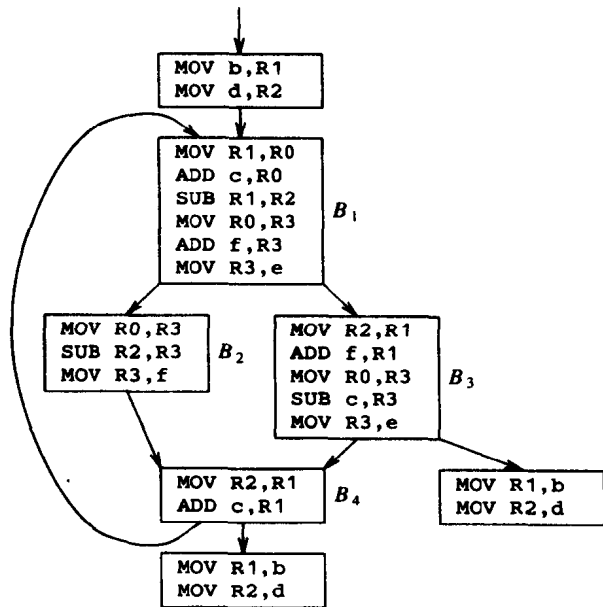 MOV b,R1
MOV d,R2
MOV R1,R0
ADD c,R0
SUB R1,R2
MOV R0,R3
ADD f,R3
MOV R3,e
B1
MOV R0,R3
SUB R2,R3
MOV R3,f
B2
MOV R2,R1
ADD f,R1
MOV R0,R3
SUB c,R3
MOV R3,e
B3
MOV R2,R1
ADD c,R1
B4
MOV R1,b
MOV R2,d
MOV R1,b
MOV R2,d